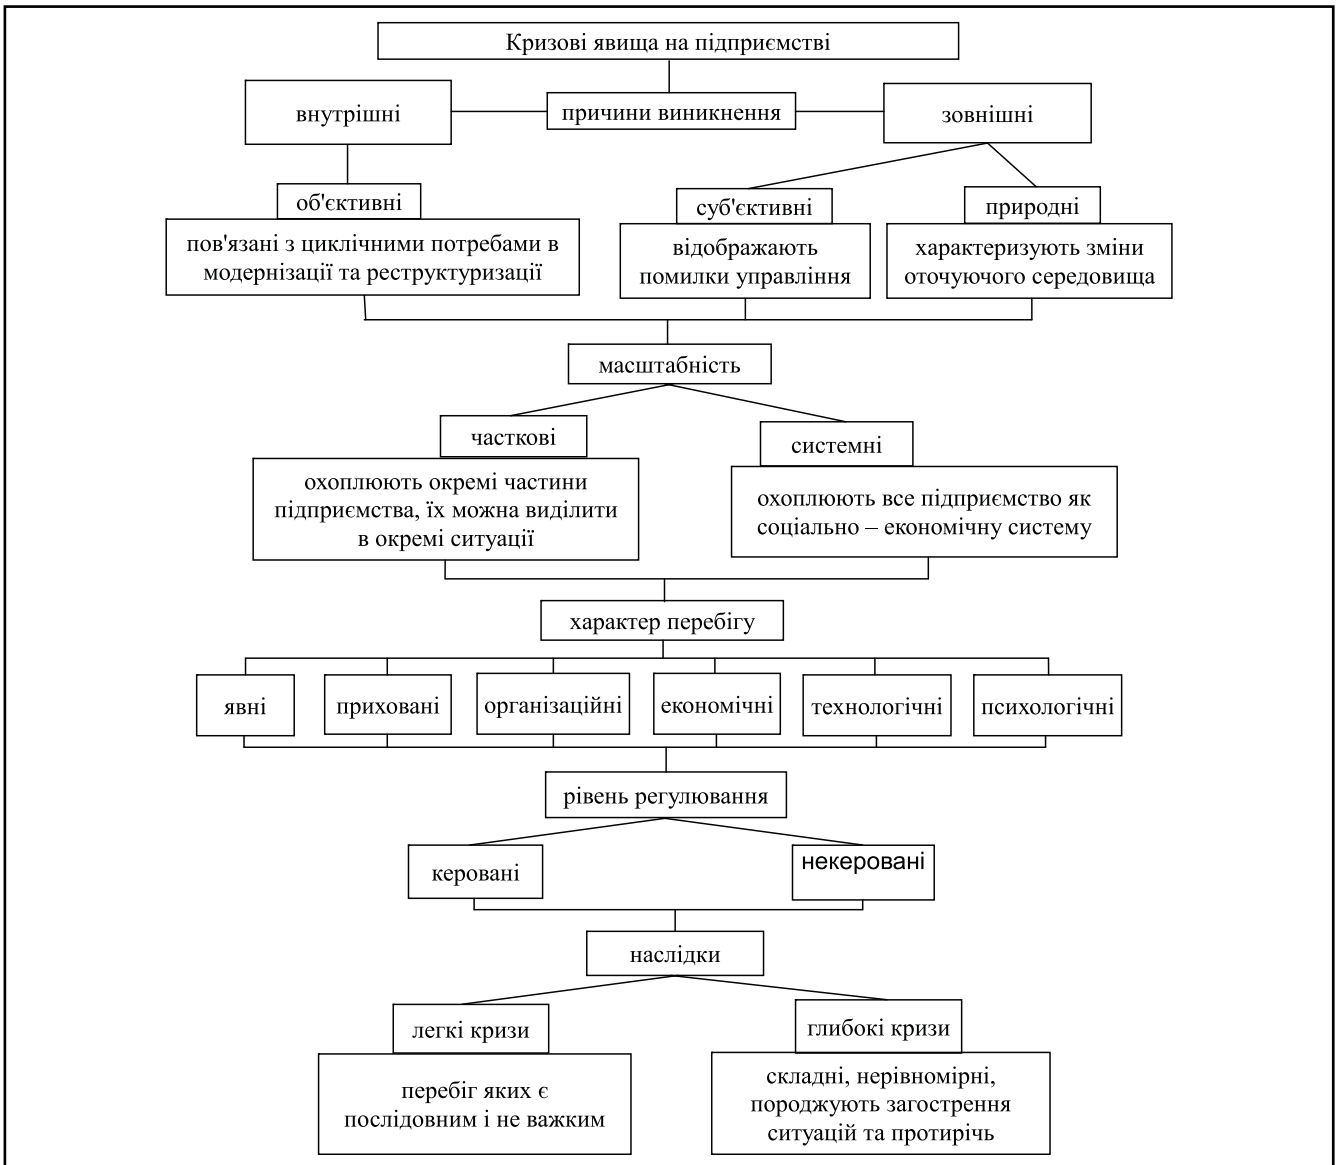 Кризові явища на підприємстві
внутрішні
причини виникнення
зовнішні
об'єктивні
суб'єктивні
природні
пов'язані з циклічними потребами в
модернізації та реструктуризації
відображають
помилки управління
характеризують зміни
оточуючого середовища
масштабність
часткові
системні
охоплюють окремі частини
підприємства, їх можна виділити
в окремі ситуації
охоплюють все підприємство як
соціально – економічну систему
характер перебігу
явні
приховані
організаційні
економічні
технологічні
психологічні
рівень регулювання
керовані
некеровані
наслідки
легкі кризи
глибокі кризи
перебіг яких є
послідовним і не важким
складні, нерівномірні,
породжують загострення
ситуацій та протирічь